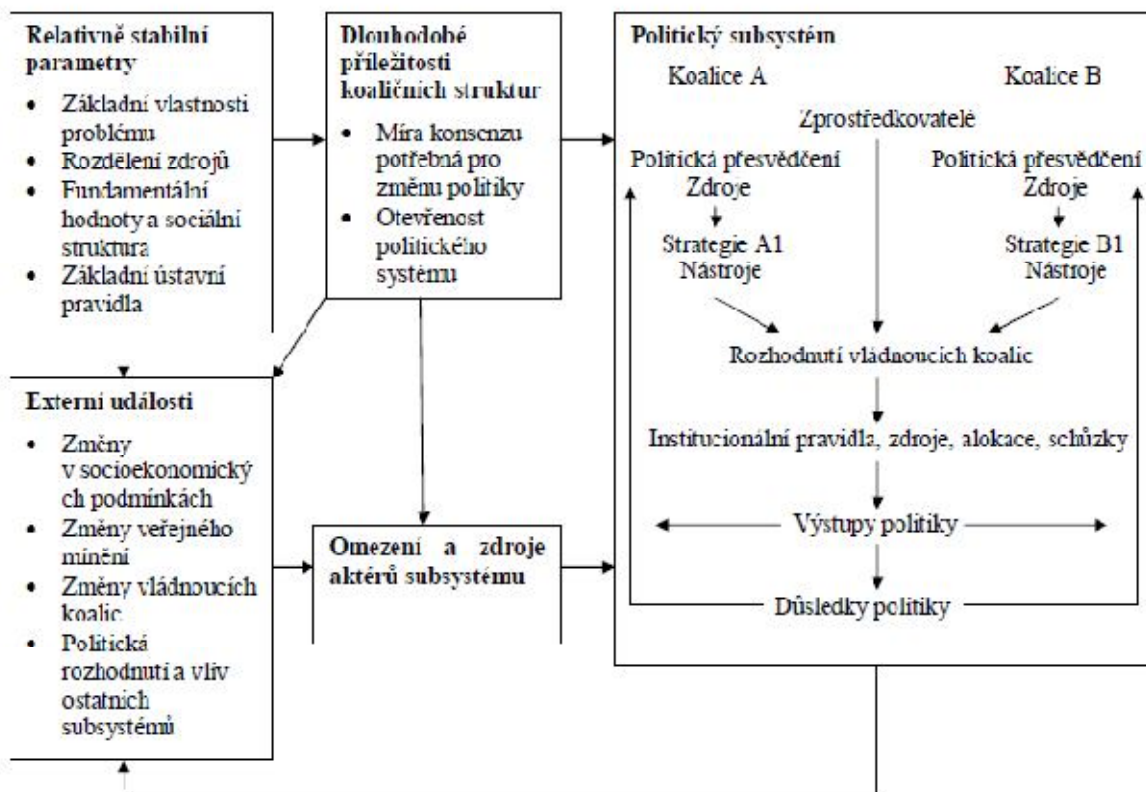 Relativně stabilní
parametry
• Základní vlastnosti
problému
• Rozdělení zdrojů
• Fundamentální
hodnoty a sociální
struktura
• Základní ústavní
pravidla
Dlouhodobé
příležitosti
koaličních struktur
• Míra konsenzu
potřebná pro
změnu politiky
• Otevřenost
politického
systému
Externí události
• Změny
v socioekonomický
ch podmínkách
• Změny veřejného
mínění
• Změny vládnoucích
koalic
• Politická
rozhodnutí a vlív
ostatních
subsystémů
Omezení a zdroje
aktérů subsystému
Politický subsystém
Koalice A Koalice B
Zprostředkovatelé
Politická přesvědčení Politická přesvědčení
Zdroje Zdroje
Strategie A1 Strategie B1
Nástroje Nástroje
Rozhodnutí vládnoucích koalic
Institucionální pravidla, zdroje, alokace, schůzky
Výstupy politiky
Důsledky politiky